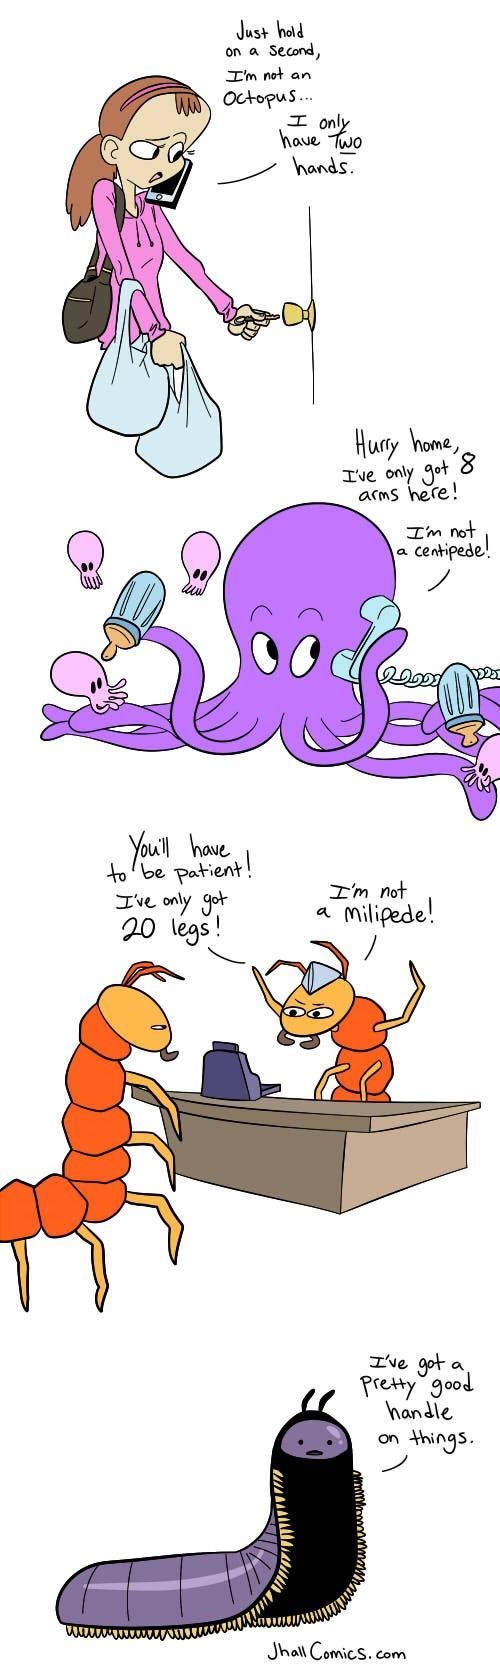 Just hold
on a second,
I'm not an
Octopus...
I only
have Two
hands.
Hurry home,
I've only got 8
arms here!
I'm not
a centipede!
You'll have
to be patient!
I've only got
20 legs!
I'm not
a milipede!
I've got a
Pretty good
handle
on things.
Jhall Comics.com